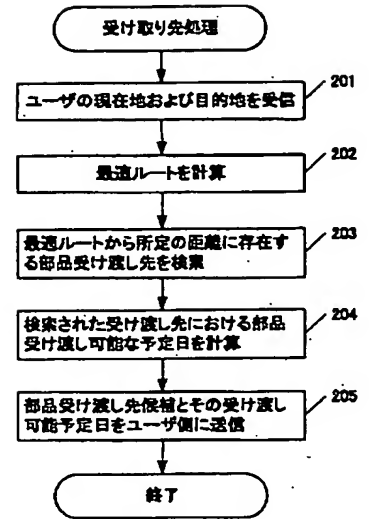 受け取り先処理
201
ユーザの現在地および目的地を受信
202
最適ルートを計算
203
最適ルートから所定の距離に存在す
る部品受け渡し先を検索
204
検索された受け渡し先における部品
受け渡し可能な予定日を計算
205
部品受け渡し先候補とその受け渡し
可能予定日をユーザ側に送信
終了